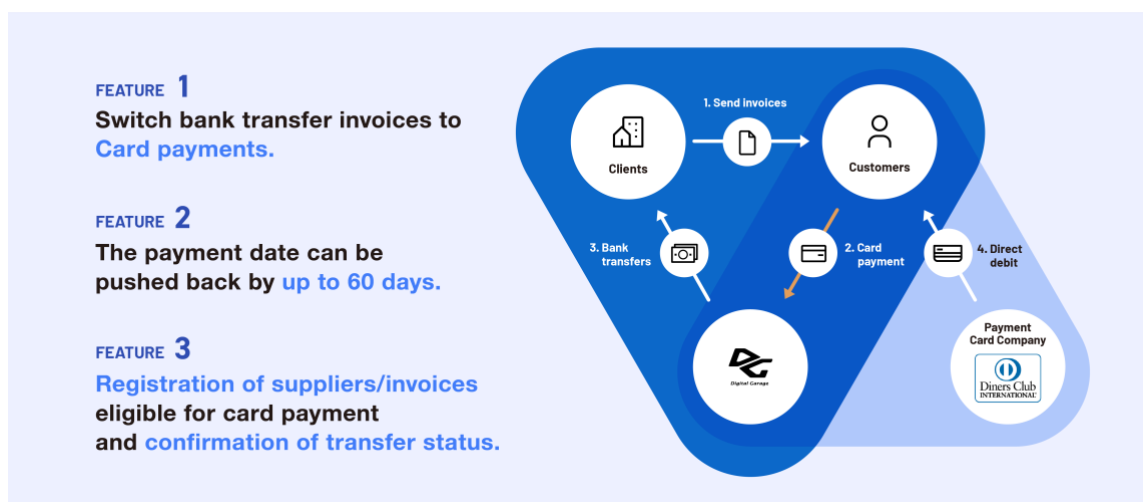 FEATURE 1
Switch bank transfer invoices to
Card payments.
FEATURE 2
The payment date can be
pushed back by up to 60 days.
FEATURE 3
Registration of suppliers/invoices
eligible for card payment
and confirmation of transfer status.
1. Send invoices
Clients
Customers
3. Bank
transfers
2. Card
payment
4. Direct
debit
DG
Digital Garage
Payment
Card Company
Diners Club
INTERNATIONAL